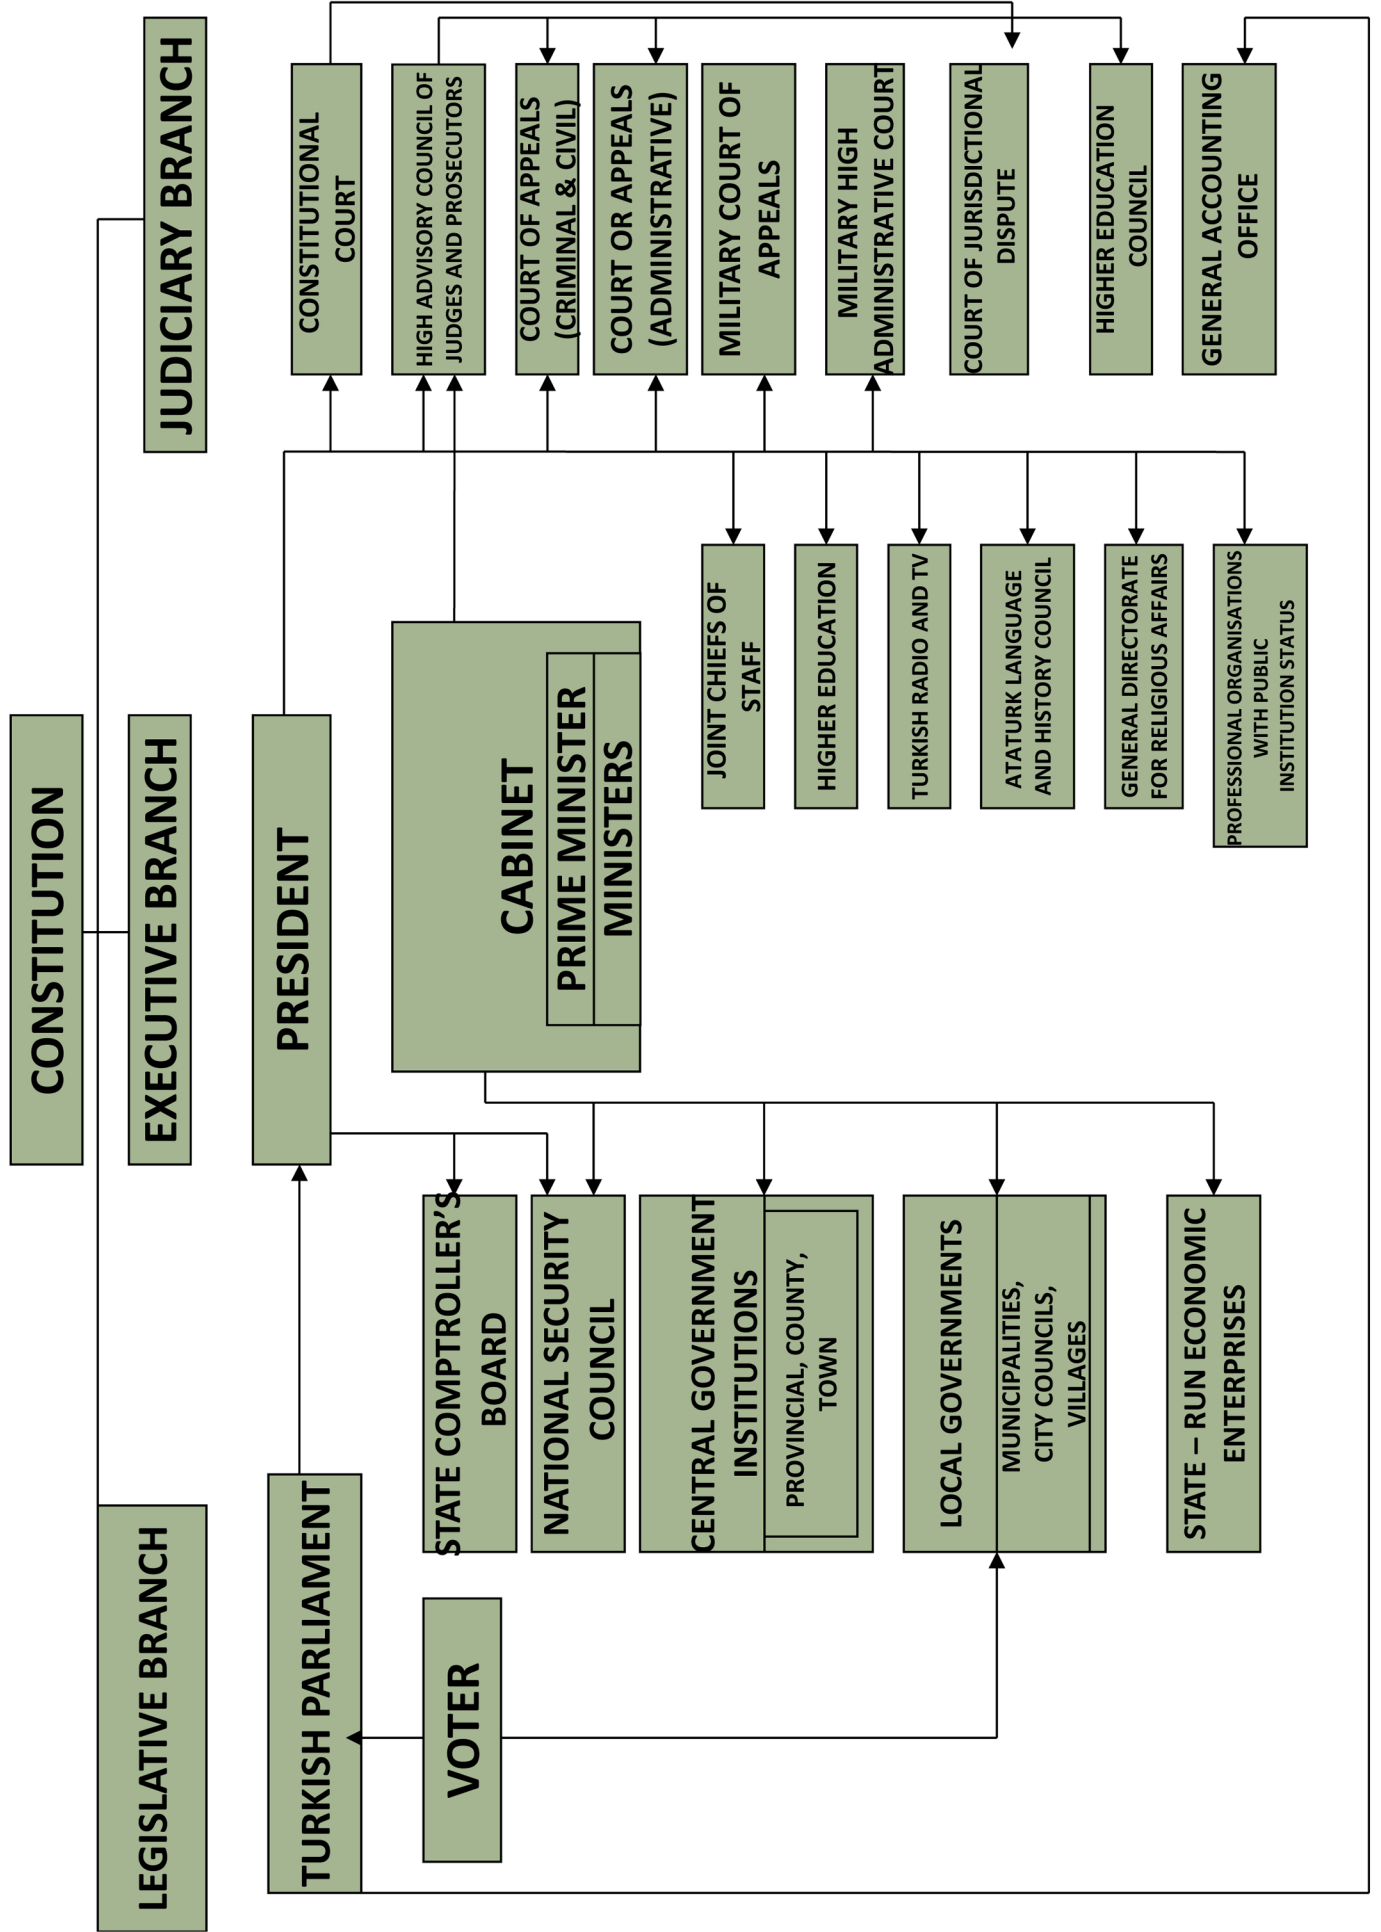 CONSTITUTION
LEGISLATIVE BRANCH
EXECUTIVE BRANCH
JUDICIARY BRANCH
TURKISH PARLIAMENT
VOTER
PRESIDENT
CABINET
PRIME MINISTER
MINISTERS
STATE COMPTROLLER’S
BOARD
NATIONAL SECURITY
COUNCIL
CENTRAL GOVERNMENT
INSTITUTIONS
PROVINCIAL, COUNTY,
TOWN
LOCAL GOVERNMENTS
MUNICIPALITIES,
CITY COUNCILS,
VILLAGES
STATE – RUN ECONOMIC
ENTERPRISES
JOINT CHIEFS OF
STAFF
HIGHER EDUCATION
TURKISH RADIO AND TV
ATATURK LANGUAGE
AND HISTORY COUNCIL
GENERAL DIRECTORATE
FOR RELIGIOUS AFFAIRS
PROFESSIONAL ORGANISATIONS
WITH PUBLIC
INSTITUTION STATUS
CONSTITUTIONAL
COURT
HIGH ADVISORY COUNCIL OF
JUDGES AND PROSECUTORS
COURT OF APPEALS
(CRIMINAL & CIVIL)
COURT OR APPEALS
(ADMINISTRATIVE)
MILITARY COURT OF
APPEALS
MILITARY HIGH
ADMINISTRATIVE COURT
COURT OF JURISDICTIONAL
DISPUTE
HIGHER EDUCATION
COUNCIL
GENERAL ACCOUNTING
OFFICE